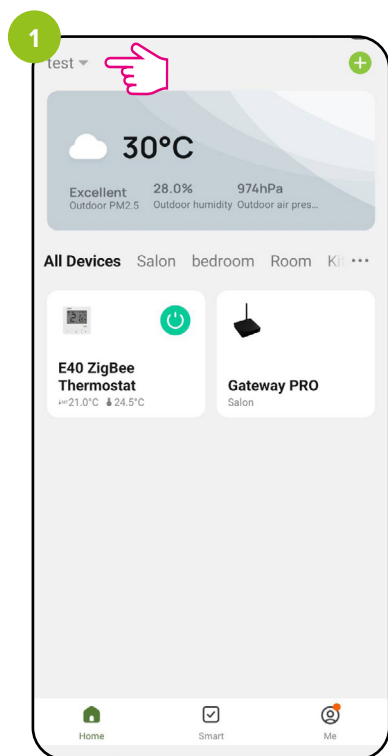 1
test
30°C
Excellent 28.0% 974hPa
Outdoor PM2.5 Outdoor humidity Outdoor air pres...
All Devices Salon bedroom Room Ki ...
E40 ZigBee
Thermostat
21.0°C 24.5°C
Gateway PRO
Salon
Home Smart Me